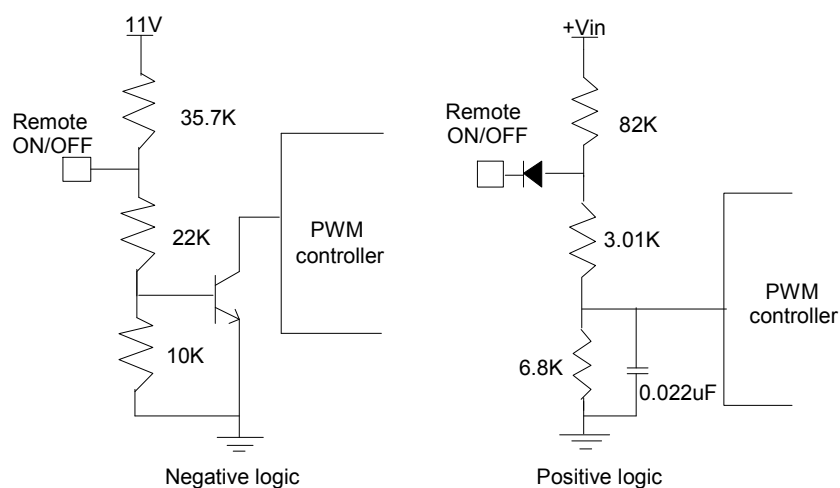 11V
35.7K
Remote
ON/OFF
22K
PWM
controller
10K
Negative logic
+Vin
82K
Remote
ON/OFF
3.01K
PWM
controller
6.8K
0.022uF
Positive logic